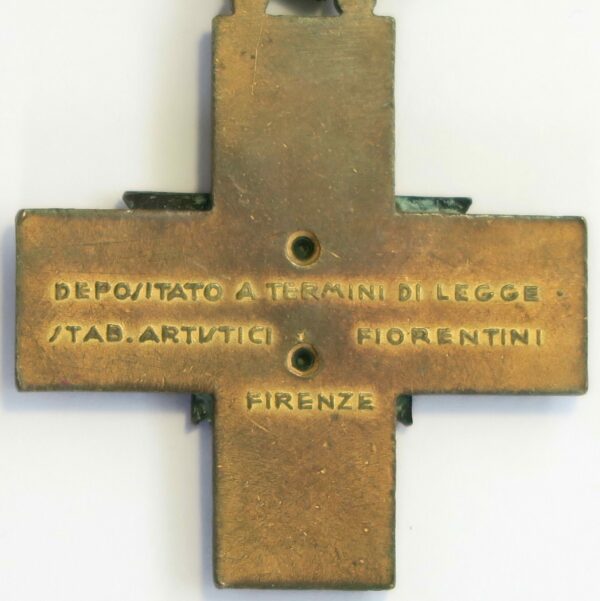 DEPOSITATO A TERMINI DI LEGGE
STAB. ARTISTICI FIORENTINI
FIRENZE